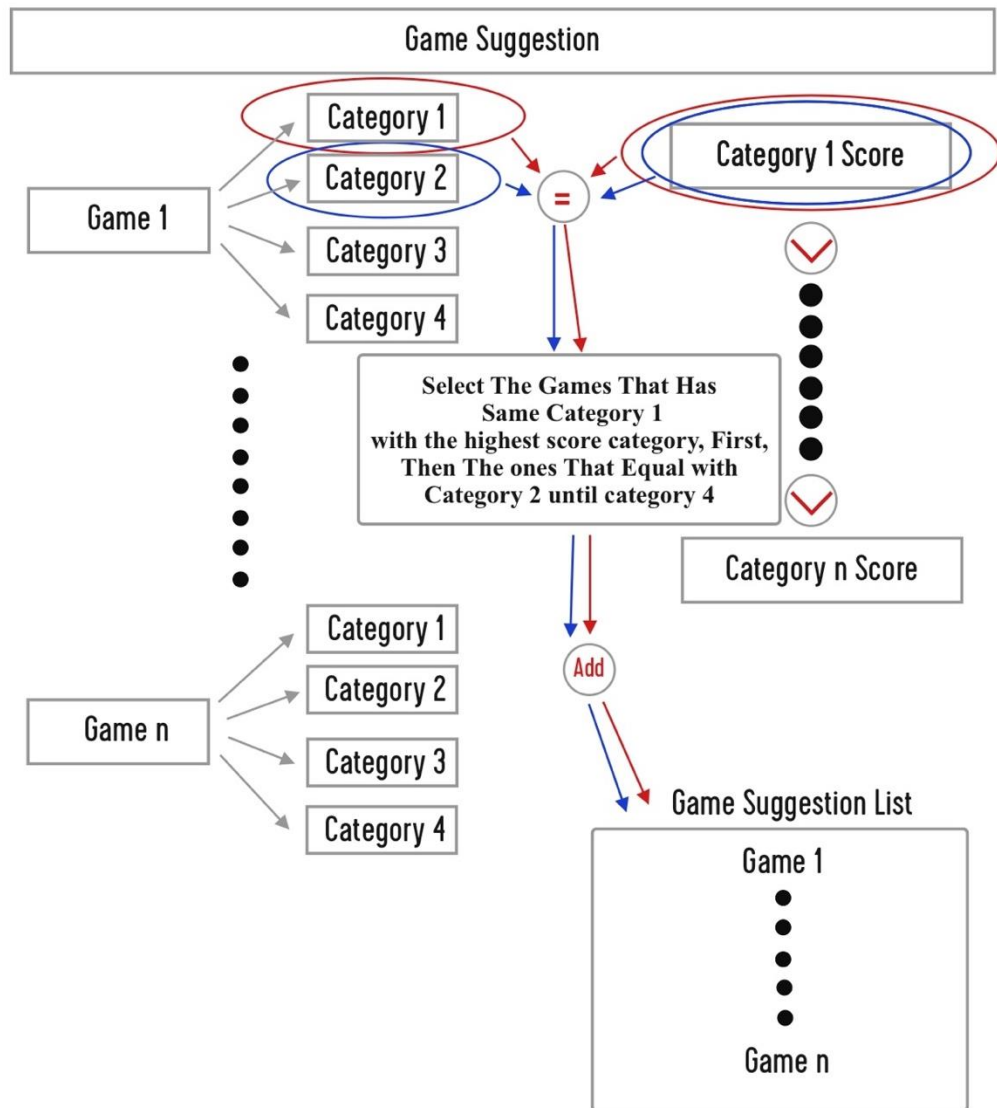 Game Suggestion
Category 1
Category 1 Score
Category 2
=
Game 1
Category 3
Category 4
Select The Games That Has
Same Category 1
with the highest score category, First,
Then The ones That Equal with
Category 2 until category 4
Category n Score
Category 1
Add
Category 2
Game n
Category 3
Category 4
Game Suggestion List
Game 1
Game n